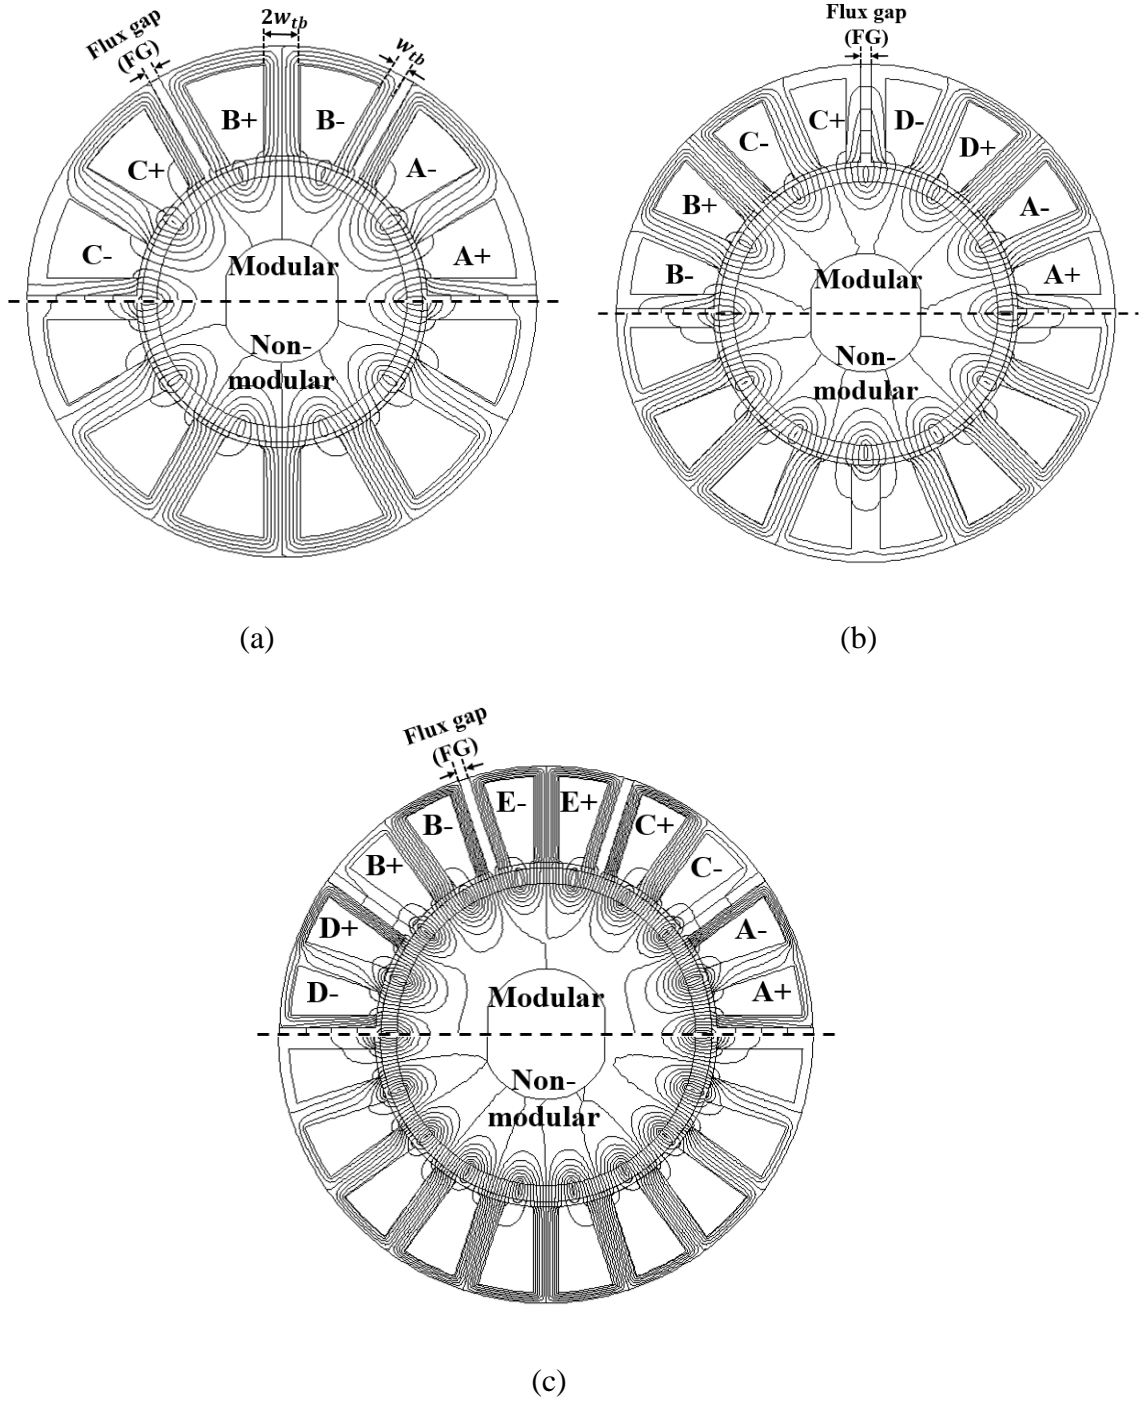 Flux gap
(FG)
2w_tb
w_tb
B+
B-
C+
A-
C-
A+
Modular
Non-
modular
(a)
Flux gap
(FG)
C+
D-
C-
D+
B+
A-
B-
A+
Modular
Non-
modular
(b)
Flux gap
(FG)
E-
E+
B-
C+
B+
C-
D+
A-
D-
A+
Modular
Non-
modular
(c)